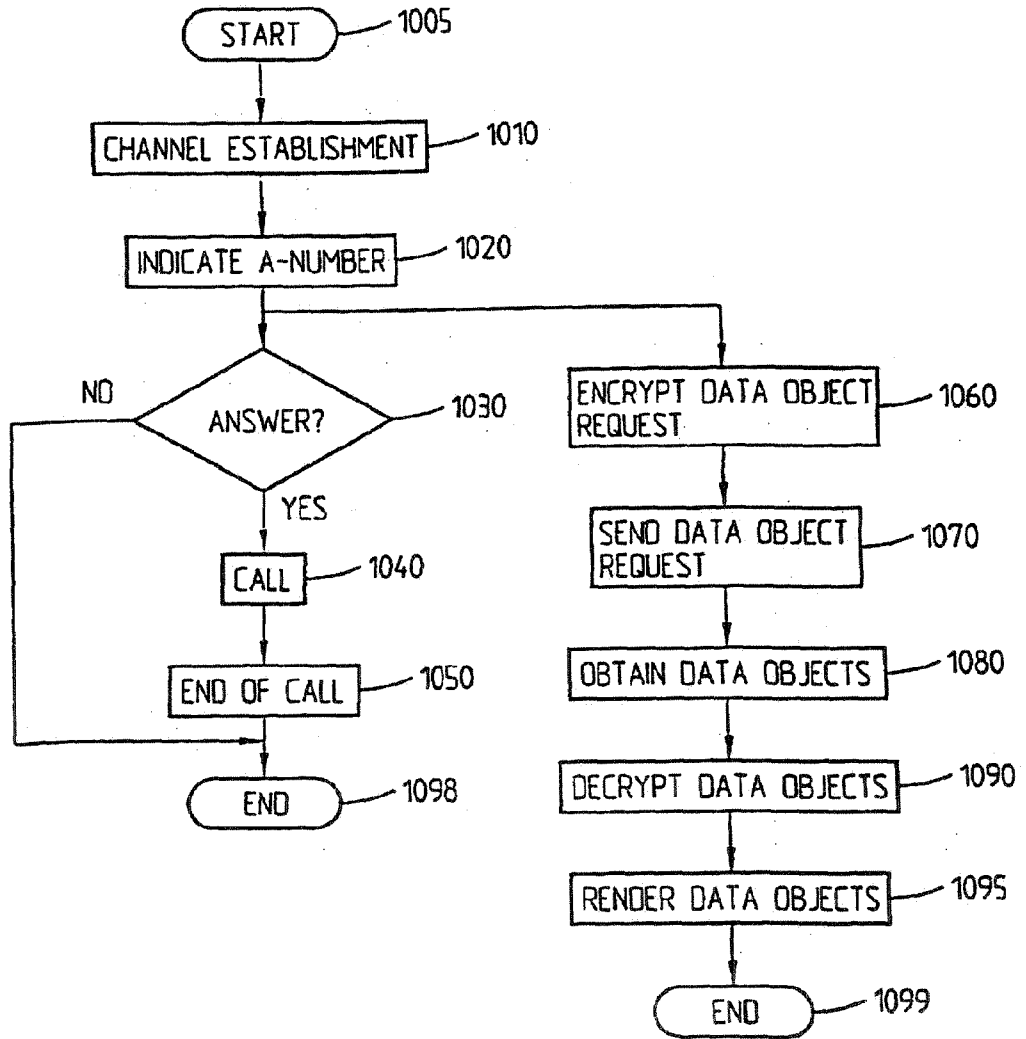 START 1005
CHANNEL ESTABLISHMENT 1010
INDICATE A-NUMBER 1020
NO
ANSWER? 1030
YES
CALL 1040
END OF CALL 1050
END 1098
ENCRYPT DATA OBJECT
REQUEST
1060
SEND DATA OBJECT
REQUEST
1070
OBTAIN DATA OBJECTS 1080
DECRYPT DATA OBJECTS 1090
RENDER DATA OBJECTS 1095
END 1099